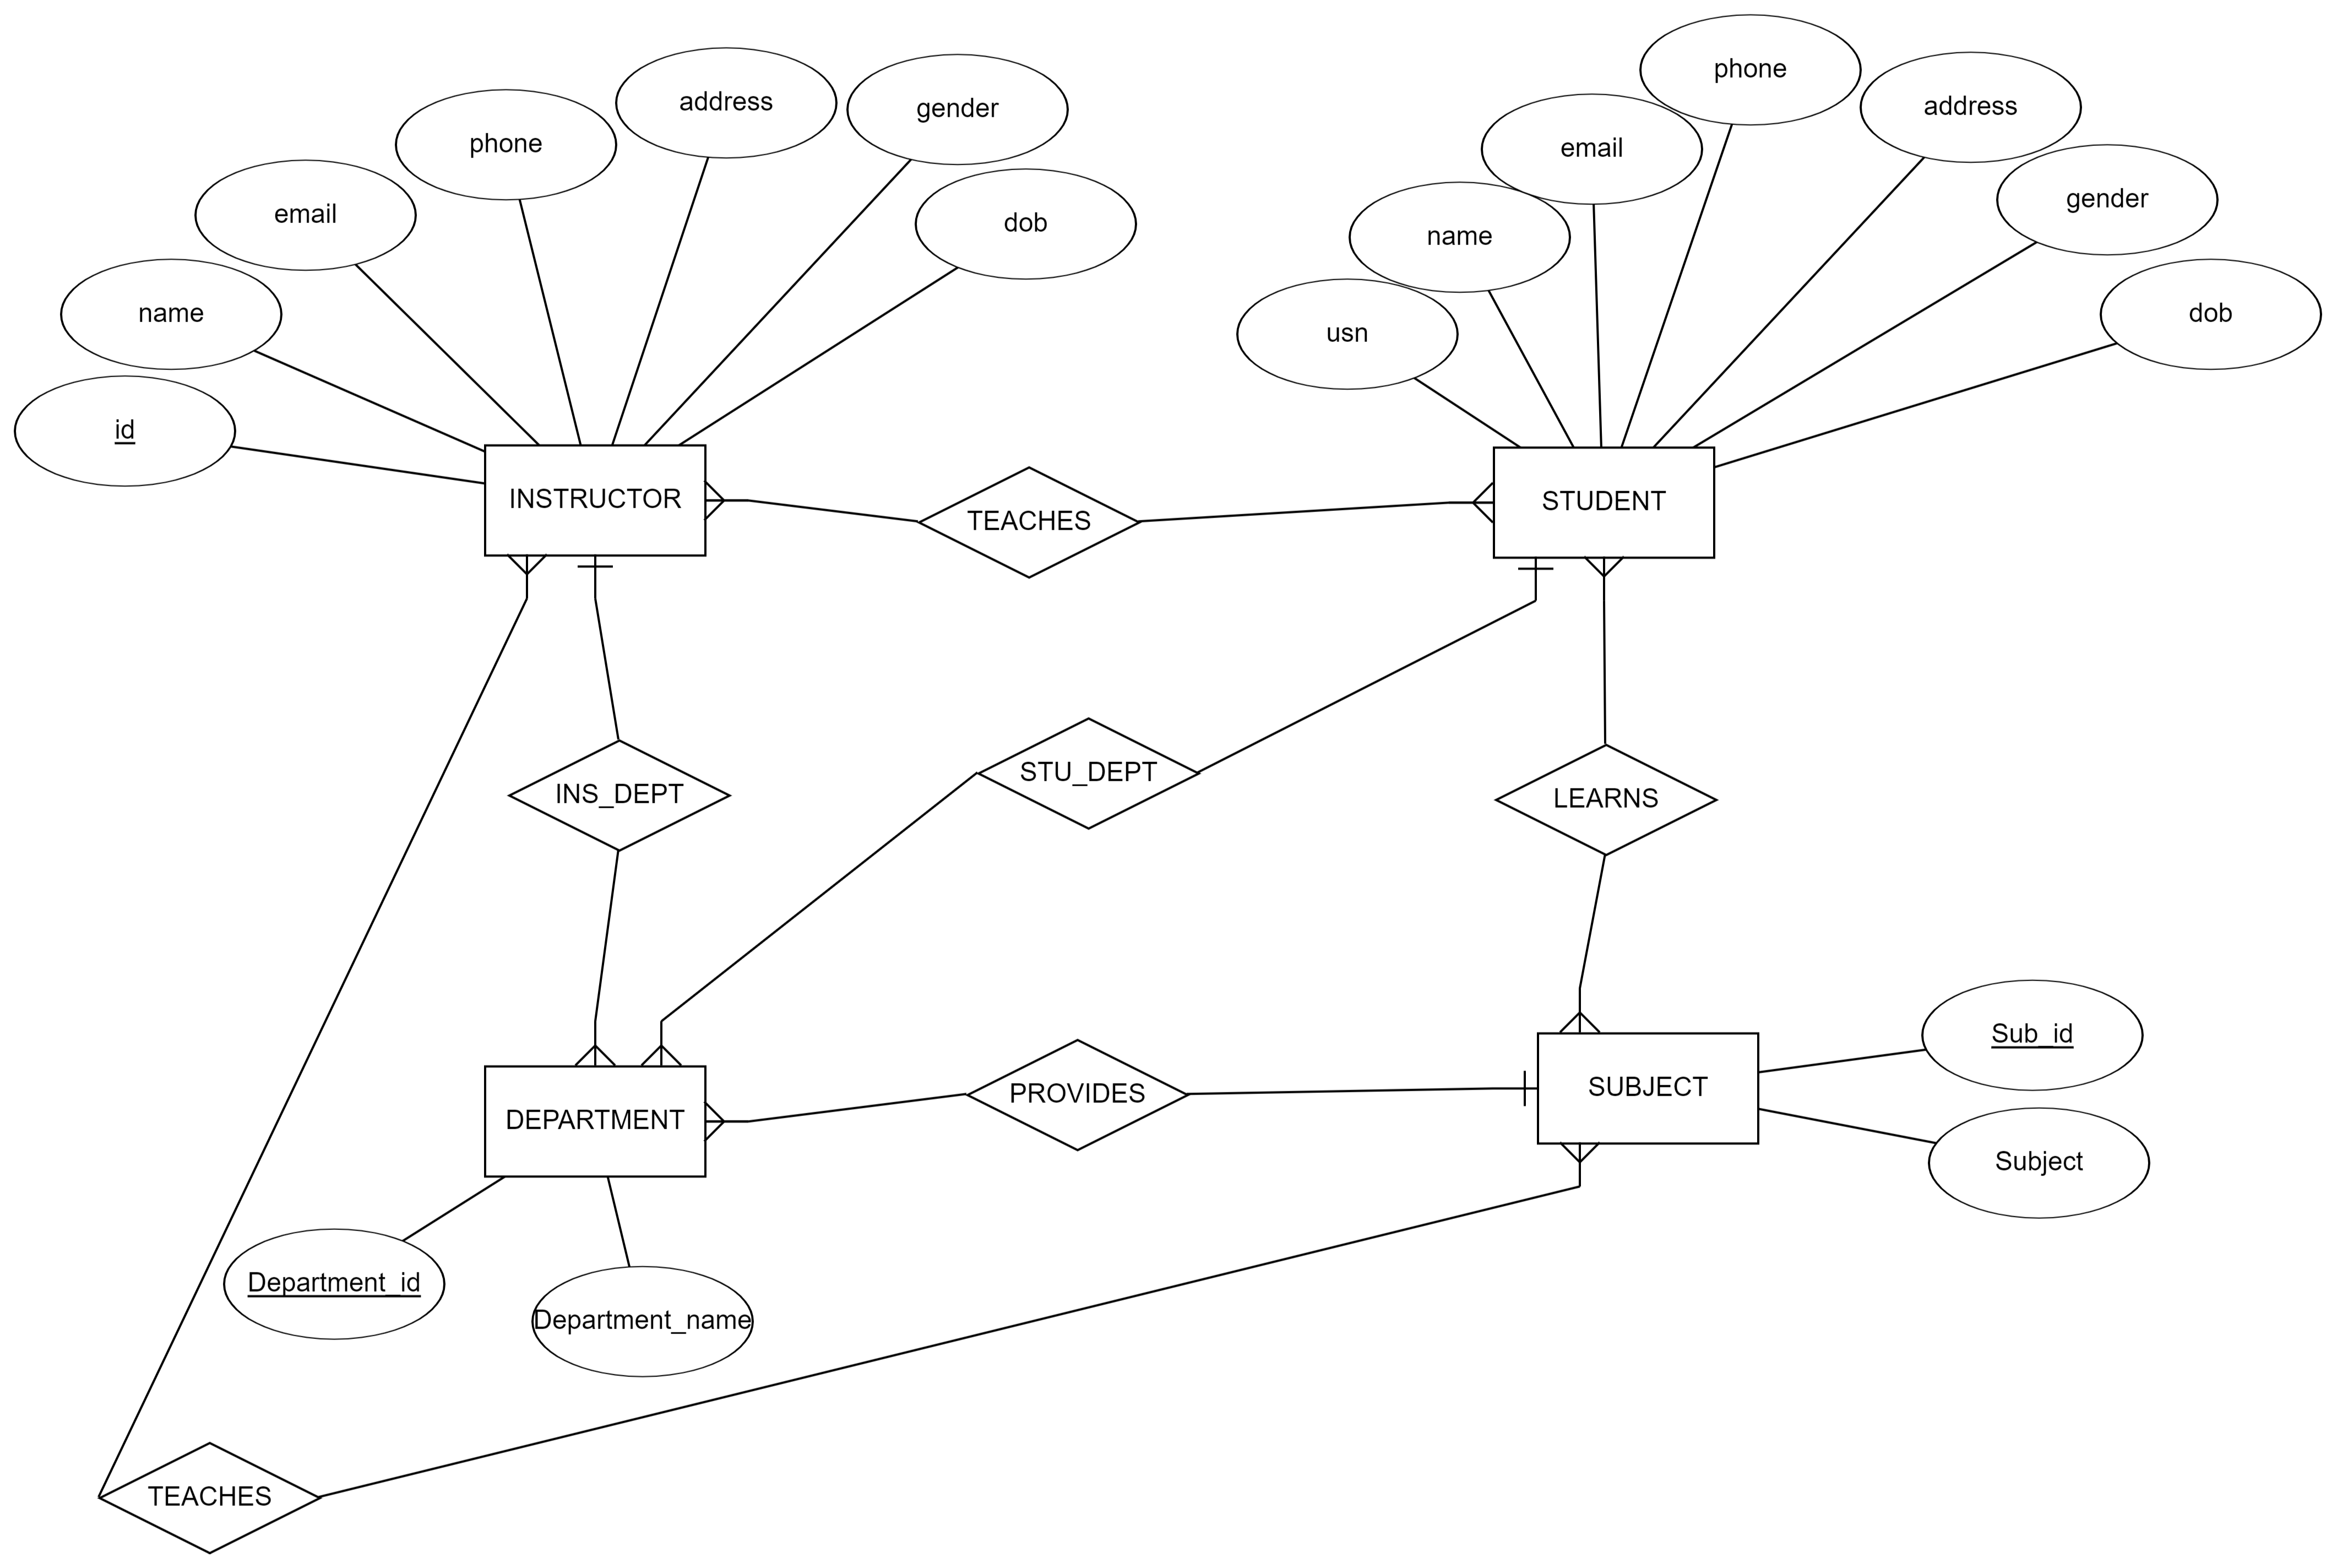 phone
address
gender
phone
email
address
gender
email
dob
name
name
usn
dob
id
INSTRUCTOR
TEACHES
STUDENT
INS_DEPT
STU_DEPT
LEARNS
DEPARTMENT
PROVIDES
SUBJECT
Sub_id
Subject
Department_id
Department_name
TEACHES